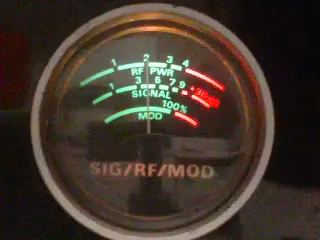 1 2 3 4
RF PWR
1 3 5 7 9
SIGNAL
100%
MOD
SIG/RF/MOD